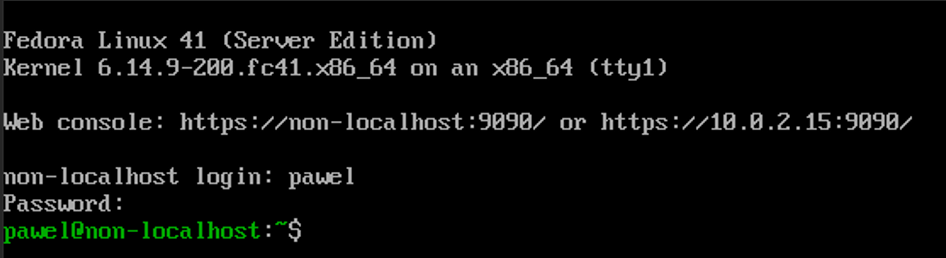 Fedora Linux 41 (Server Edition)
Kernel 6.14.9-200.fc41.x86_64 on an x86_64 (tty1)
Web console: https://non-localhost:9090/ or https://10.0.2.15:9090/
non-localhost login: pawel
Password:
pawel@non-localhost:~$